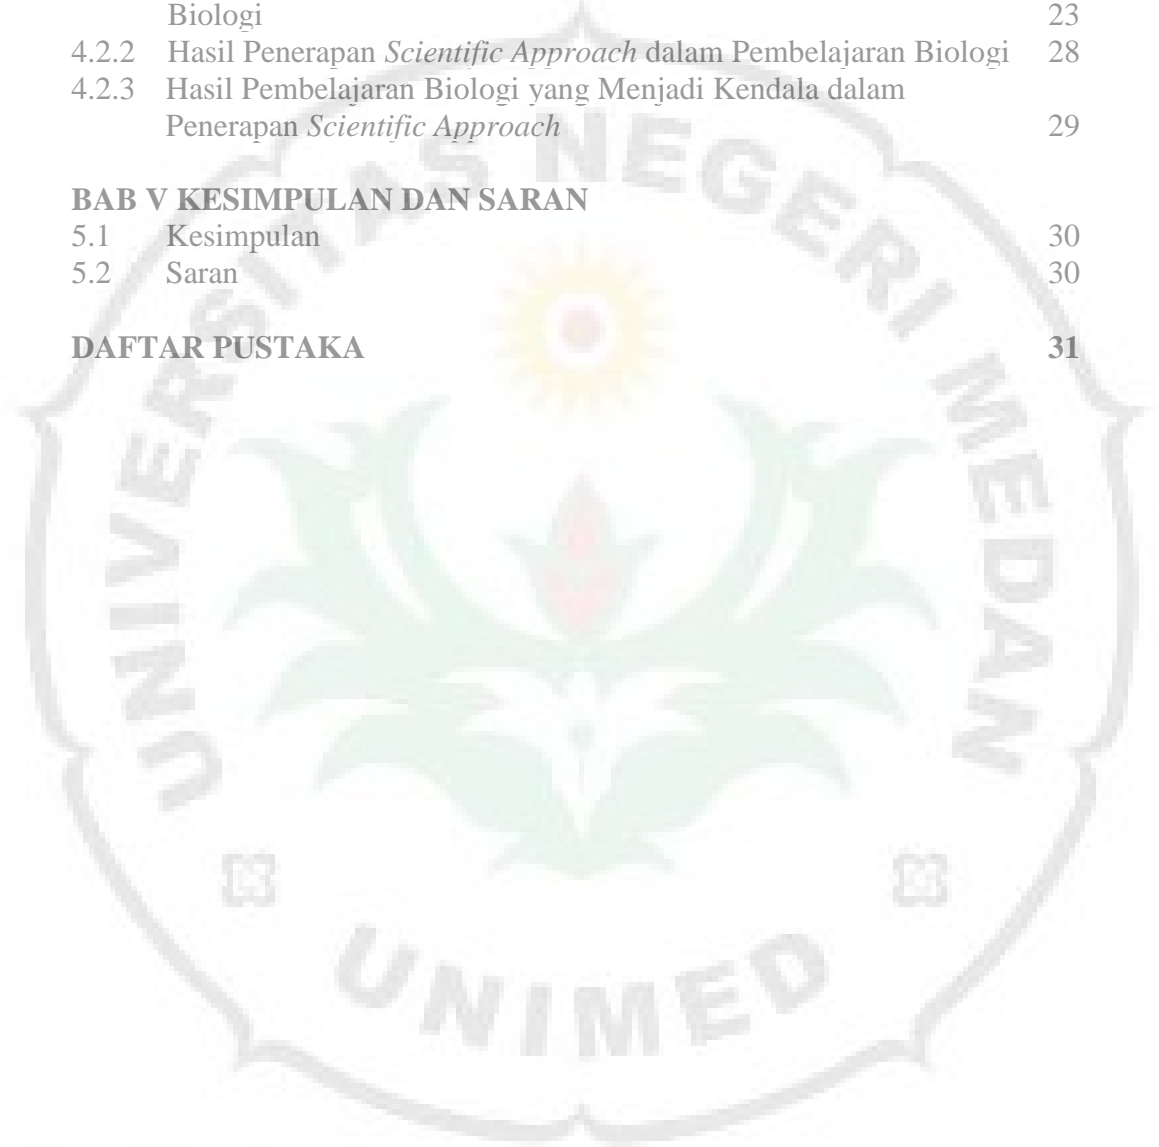 Biologi 23
4.2.2 Hasil Penerapan Scientific Approach dalam Pembelajaran Biologi 28
4.2.3 Hasil Pembelajaran Biologi yang Menjadi Kendala dalam
Penerapan Scientific Approach 29
BAB V KESIMPULAN DAN SARAN
5.1 Kesimpulan 30
5.2 Saran 30
DAFTAR PUSTAKA 31
UNIVERSITAS NEGERI MEDAN
UNIMED